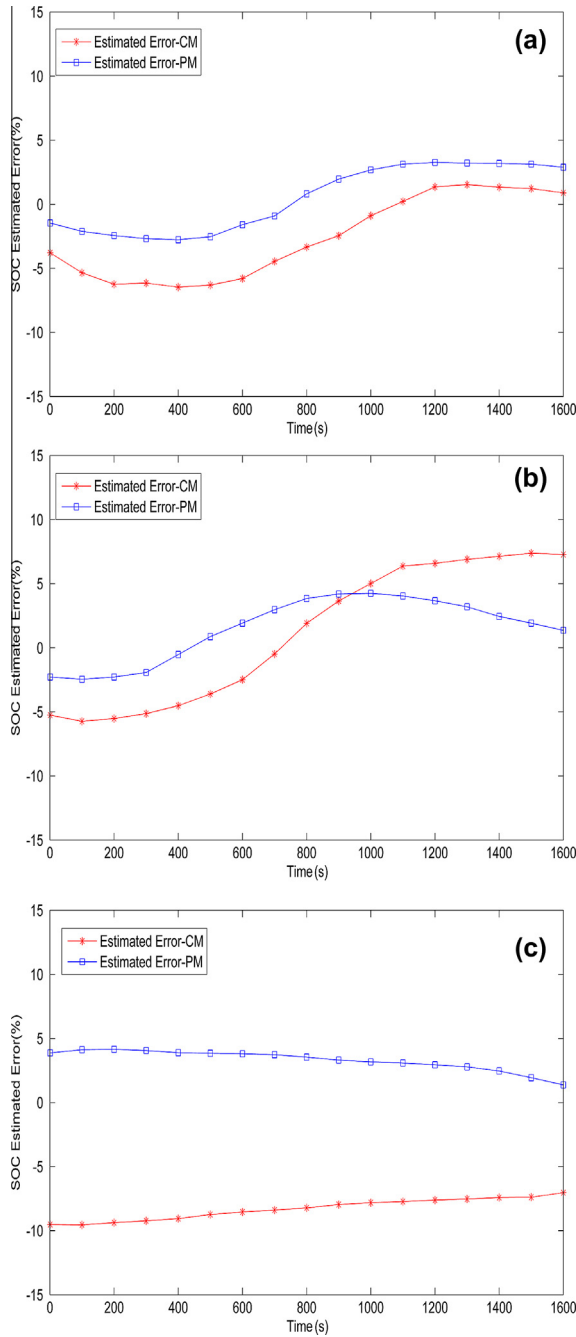 (a)
Estimated Error-CM
Estimated Error-PM
SOC Estimated Error(%)
15
10
5
0
-5
-10
-15
0 200 400 600 800 1000 1200 1400 1600
Time(s)
(b)
Estimated Error-CM
Estimated Error-PM
SOC Estimated Error(%)
15
10
5
0
-5
-10
-15
0 200 400 600 800 1000 1200 1400 1600
Time(s)
(c)
Estimated Error-CM
Estimated Error-PM
SOC Estimated Error(%)
15
10
5
0
-5
-10
-15
0 200 400 600 800 1000 1200 1400 1600
Time(s)